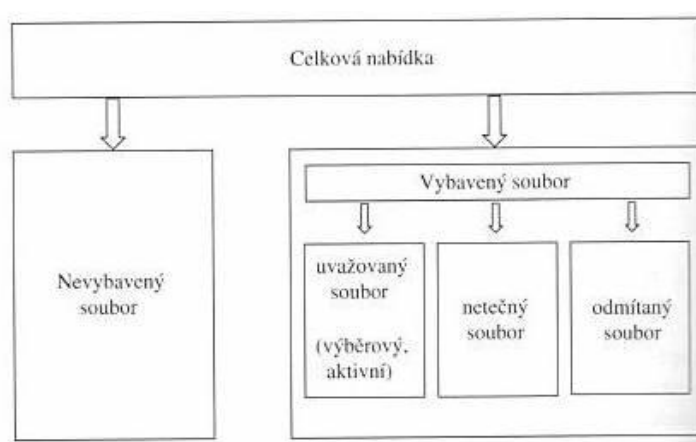 Celková nabídka
Vybavený soubor
Nevybavený
soubor
uvažovaný
soubor
(výběrový,
aktivní)
netečný
soubor
odmítaný
soubor